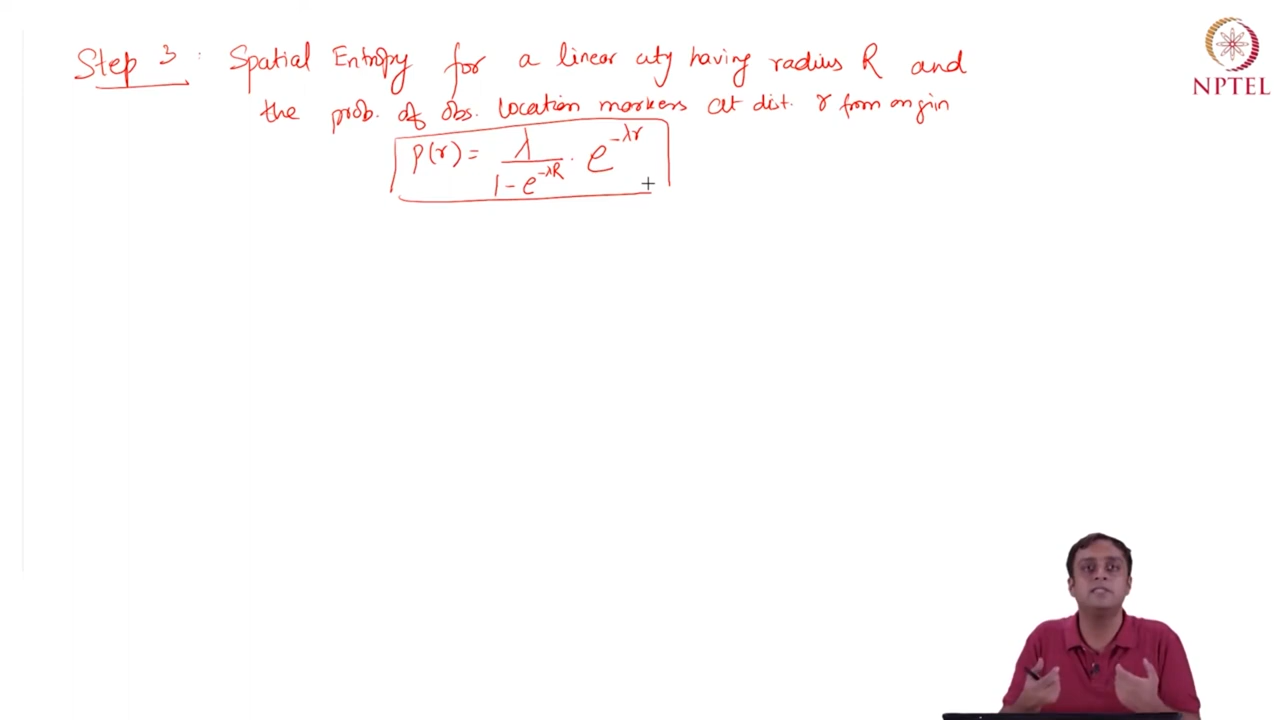 Step 3 : Spatial Entropy for a linear city having radius R and
the prob. of obs. location markers at dist. r from origin
p(r) = λ / (1 - e^{-λR}) · e^{-λr}
NPTEL